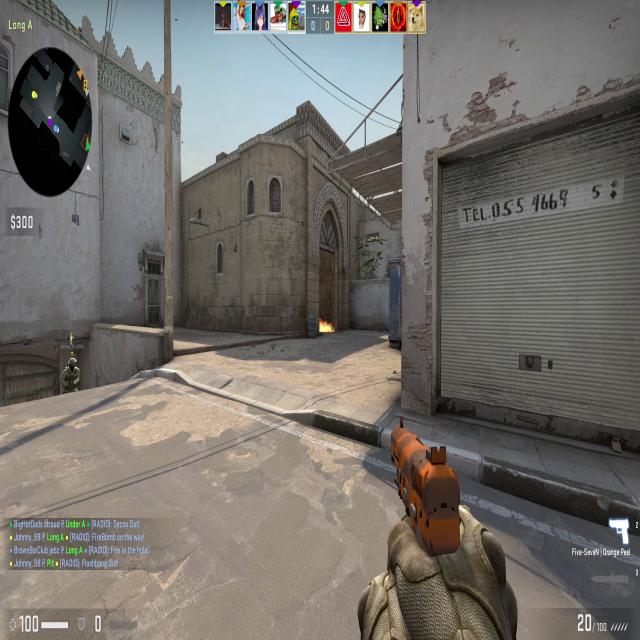 Long A
1:44
0 0
$300
TEL.055 4669 5:
BigHotDads (Broad) @ Under A • [RADIO]: Decoy Out!
Johnny_98 @ Long A • [RADIO]: FireBomb on the way!
BrownBoiClub jebz @ Long A • [RADIO]: Fire in the hole!
Johnny_98 @ Pit • [RADIO]: Flashbang Out!
2
Five-SeveN | Orange Peel
3
100
0
20 / 100